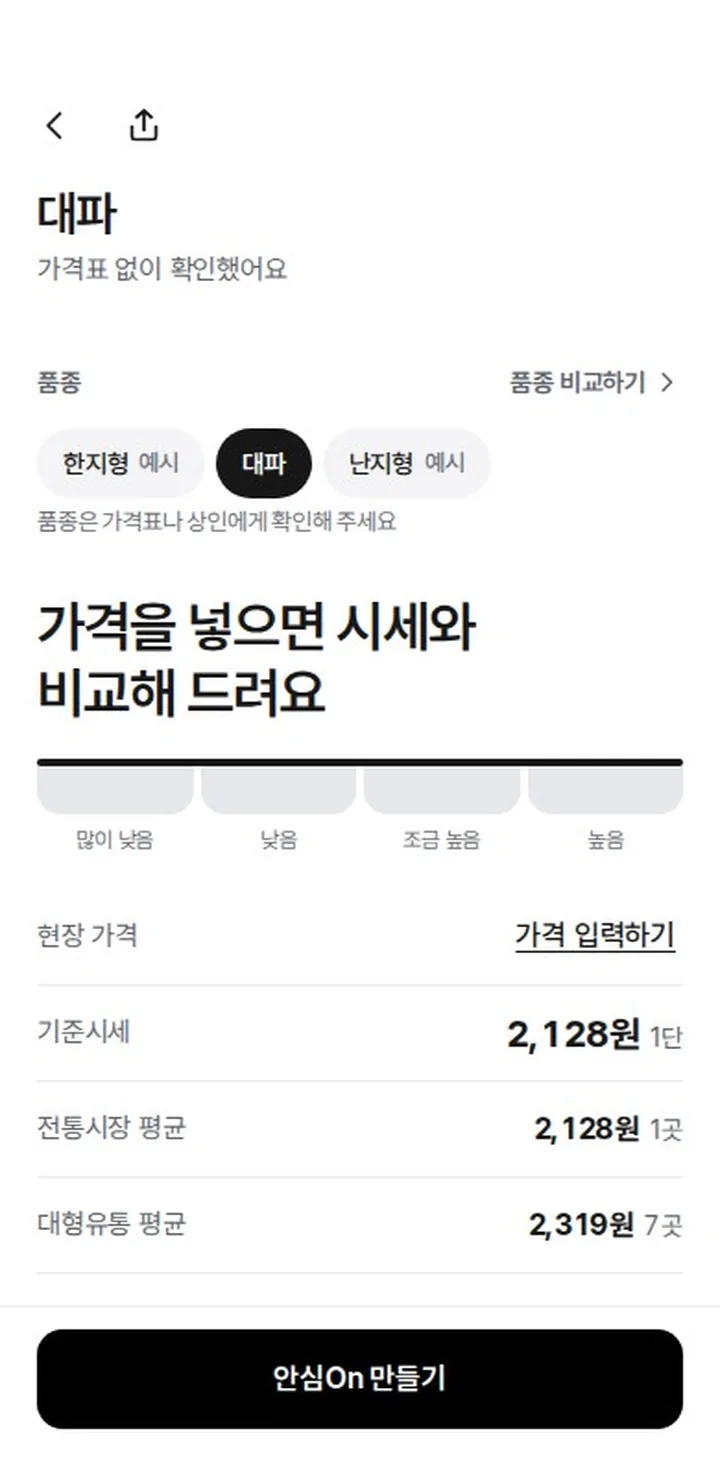 대파
가격표 없이 확인했어요
품종
품종 비교하기
한지형 예시
대파
난지형 예시
품종은 가격표나 상인에게 확인해 주세요
가격을 넣으면 시세와
비교해 드려요
많이 낮음
낮음
조금 높음
높음
현장 가격
가격 입력하기
기준시세
2,128원 1단
전통시장 평균
2,128원 1곳
대형유통 평균
2,319원 7곳
안심On 만들기